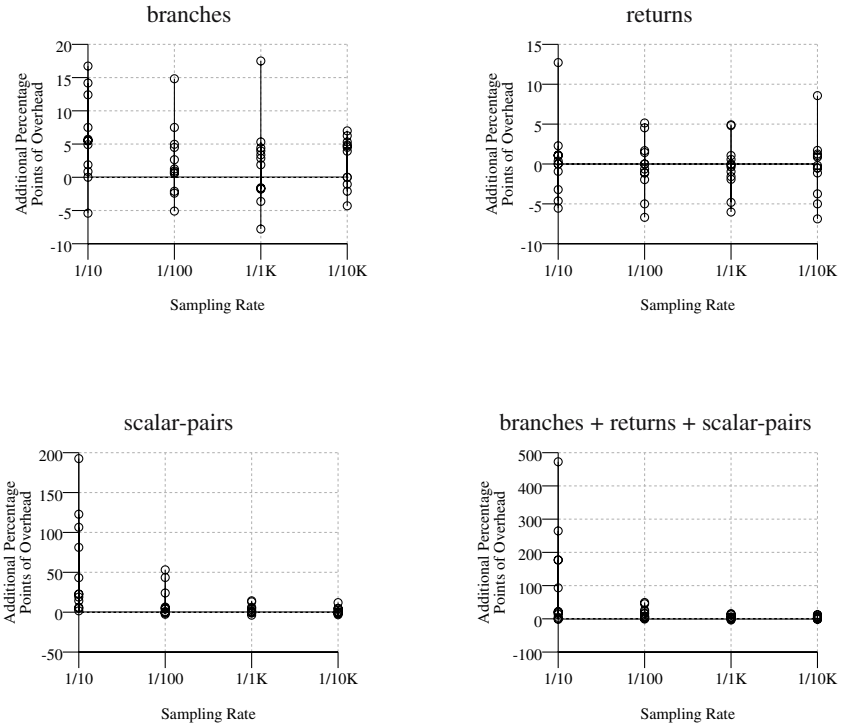 branches
20
15
10
5
0
-5
-10
Additional Percentage
Points of Overhead
1/10
1/100
1/1K
1/10K
Sampling Rate
returns
15
10
5
0
-5
-10
Additional Percentage
Points of Overhead
1/10
1/100
1/1K
1/10K
Sampling Rate
scalar-pairs
200
150
100
50
0
-50
Additional Percentage
Points of Overhead
1/10
1/100
1/1K
1/10K
Sampling Rate
branches + returns + scalar-pairs
500
400
300
200
100
0
-100
Additional Percentage
Points of Overhead
1/10
1/100
1/1K
1/10K
Sampling Rate